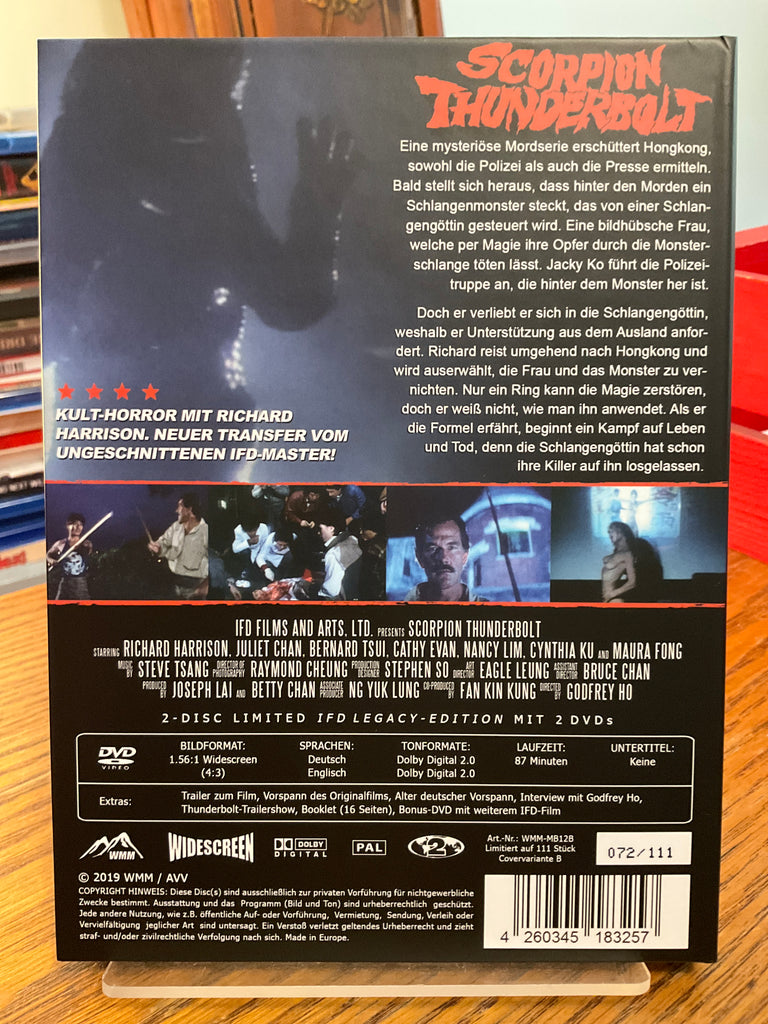 SCORPION
THUNDERBOLT
Eine mysteriöse Mordserie erschüttert Hongkong,
sowohl die Polizei als auch die Presse ermitteln.
Bald stellt sich heraus, dass hinter den Morden ein
Schlangenmonster steckt, das von einer Schlan-
gengöttin gesteuert wird. Eine bildhübsche Frau,
welche per Magie ihre Opfer durch die Monster-
schlange töten lässt. Jacky Ko führt die Polizei-
truppe an, die hinter dem Monster her ist.
Doch er verliebt er sich in die Schlangengöttin,
weshalb er Unterstützung aus dem Ausland anfor-
dert. Richard reist umgehend nach Hongkong und
wird auserwählt, die Frau und das Monster zu ver-
nichten. Nur ein Ring kann die Magie zerstören,
doch er weiß nicht, wie man ihn anwendet. Als er
die Formel erfährt, beginnt ein Kampf auf Leben
und Tod, denn die Schlangengöttin hat schon
ihre Killer auf ihn losgelassen.
KULT-HORROR MIT RICHARD
HARRISON. NEUER TRANSFER VOM
UNGESCHNITTENEN IFD-MASTER!
IFD FILMS AND ARTS, LTD. PRESENTS SCORPION THUNDERBOLT
STARRING RICHARD HARRISON, JULIET CHAN, BERNARD TSUI, CATHY EVAN, NANCY LIM, CYNTHIA KU AND MAURA FONG
MUSIC BY STEVE TSANG DIRECTOR OF PHOTOGRAPHY RAYMOND CHEUNG PRODUCTION DESIGNER STEPHEN SO ART DIRECTOR EAGLE LEUNG ASSISTANT DIRECTOR BRUCE CHAN
PRODUCED BY JOSEPH LAI AND BETTY CHAN ASSOCIATE PRODUCER NG YUK LUNG CO-PRODUCED BY FAN KIN KUNG DIRECTED BY GODFREY HO
2-DISC LIMITED IFD LEGACY-EDITION MIT 2 DVDs
DVD VIDEO
BILDFORMAT: SPRACHEN: TONFORMATE: LAUFZEIT: UNTERTITEL:
1.56:1 Widescreen Deutsch Dolby Digital 2.0 87 Minuten Keine
(4:3) Englisch Dolby Digital 2.0
Extras: Trailer zum Film, Vorspann des Originalfilms, Alter deutscher Vorspann, Interview mit Godfrey Ho,
Thunderbolt-Trailershow, Booklet (16 Seiten), Bonus-DVD mit weiterem IFD-Film
WMM WIDESCREEN DOLBY DIGITAL PAL 2
Art.-Nr.: WMM-MB12B
Limitiert auf 111 Stück
Covervariante B
072/111
© 2019 WMM / AVV
COPYRIGHT HINWEIS: Diese Disc(s) sind ausschließlich zur privaten Vorführung für nichtgewerbliche
Zwecke bestimmt. Ausstattung und das Programm (Bild und Ton) sind urheberrechtlich geschützt.
Jede andere Nutzung, wie z.B. öffentliche Auf- oder Vorführung, Vermietung, Sendung, Verleih oder
Vervielfältigung jeglicher Art sind untersagt. Ein Verstoß verletzt geltendes Urheberrecht und zieht
straf- und/oder zivilrechtliche Verfolgung nach sich. Made in Europe.
4 260345 183257